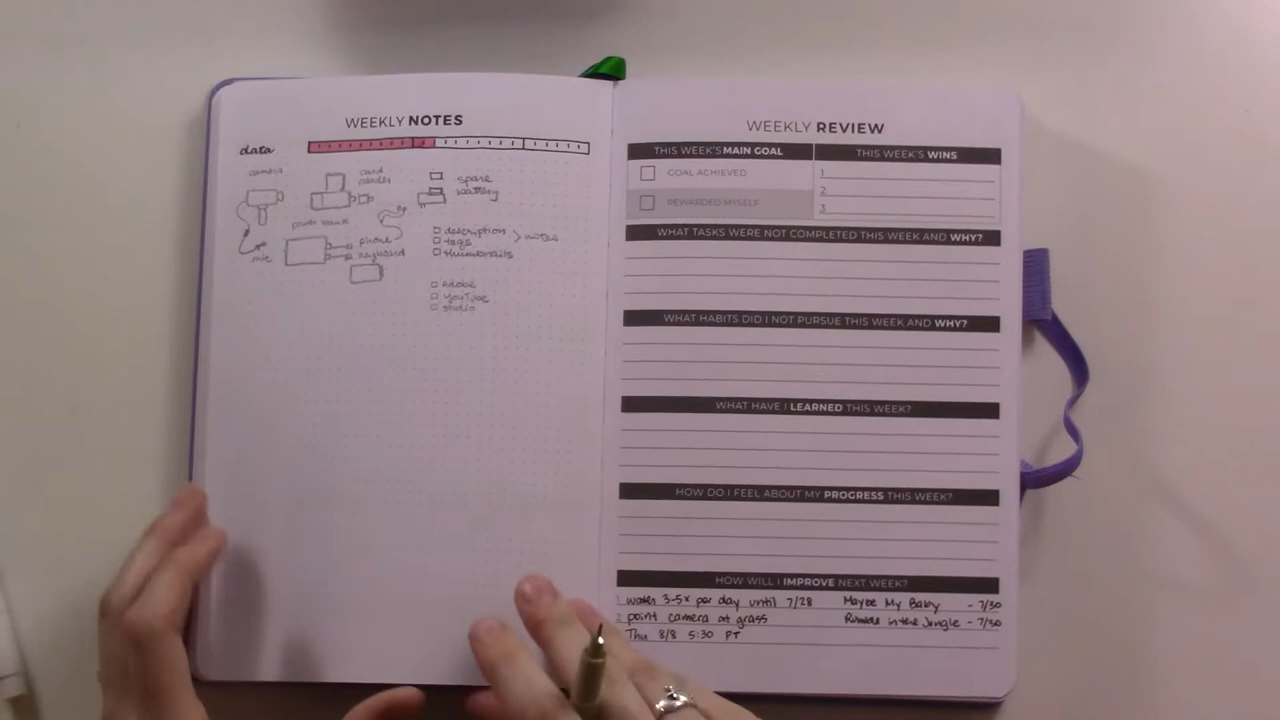 WEEKLY NOTES
data
camera
card
spare
battery
power bank
description
notes
phone
tags
mic
keyboard
thumbnails
Adobe
YouTube
studio
WEEKLY REVIEW
THIS WEEK'S MAIN GOAL
THIS WEEK'S WINS
GOAL ACHIEVED
1
2
REWARDED MYSELF
3
WHAT TASKS WERE NOT COMPLETED THIS WEEK AND WHY?
WHAT HABITS DID I NOT PURSUE THIS WEEK AND WHY?
WHAT HAVE I LEARNED THIS WEEK?
HOW DO I FEEL ABOUT MY PROGRESS THIS WEEK?
HOW WILL I IMPROVE NEXT WEEK?
1 water 3-5x per day until 7/28 Maybe My Baby - 7/30
2 point camera at grass Rumble in the Jungle - 7/30
Thu 8/8 5:30 PT